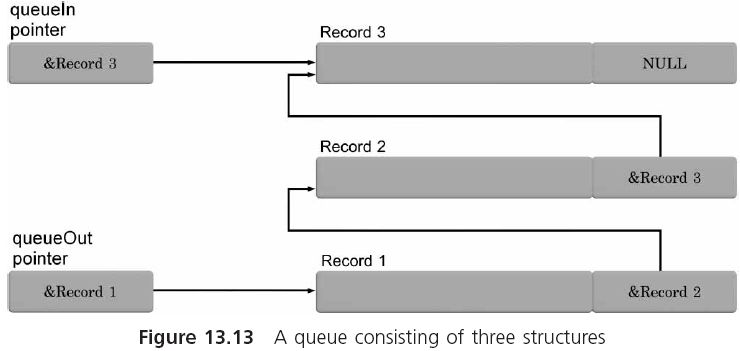 queueIn
pointer
Record 3
&Record 3
NULL
Record 2
&Record 3
queueOut
pointer
Record 1
&Record 1
&Record 2
Figure 13.13 A queue consisting of three structures